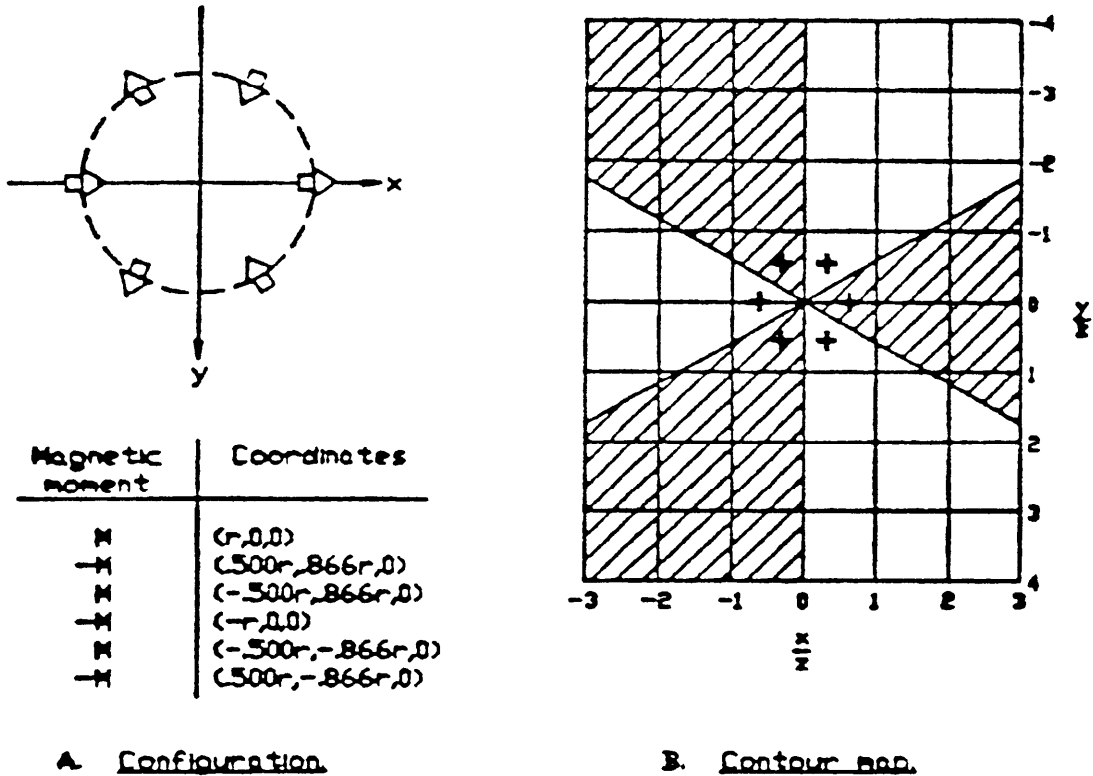 x
y
Magnetic moment Coordinates
M (r,0,0)
-M (.500r,.866r,0)
M (-.500r,.866r,0)
-M (-r,0,0)
M (-.500r,-.866r,0)
-M (.500r,-.866r,0)
A. Configuration.
-4
-3
-2
-1
0
1
2
3
4
y/z
-3 -2 -1 0 1 2 3
x/z
B. Contour map.